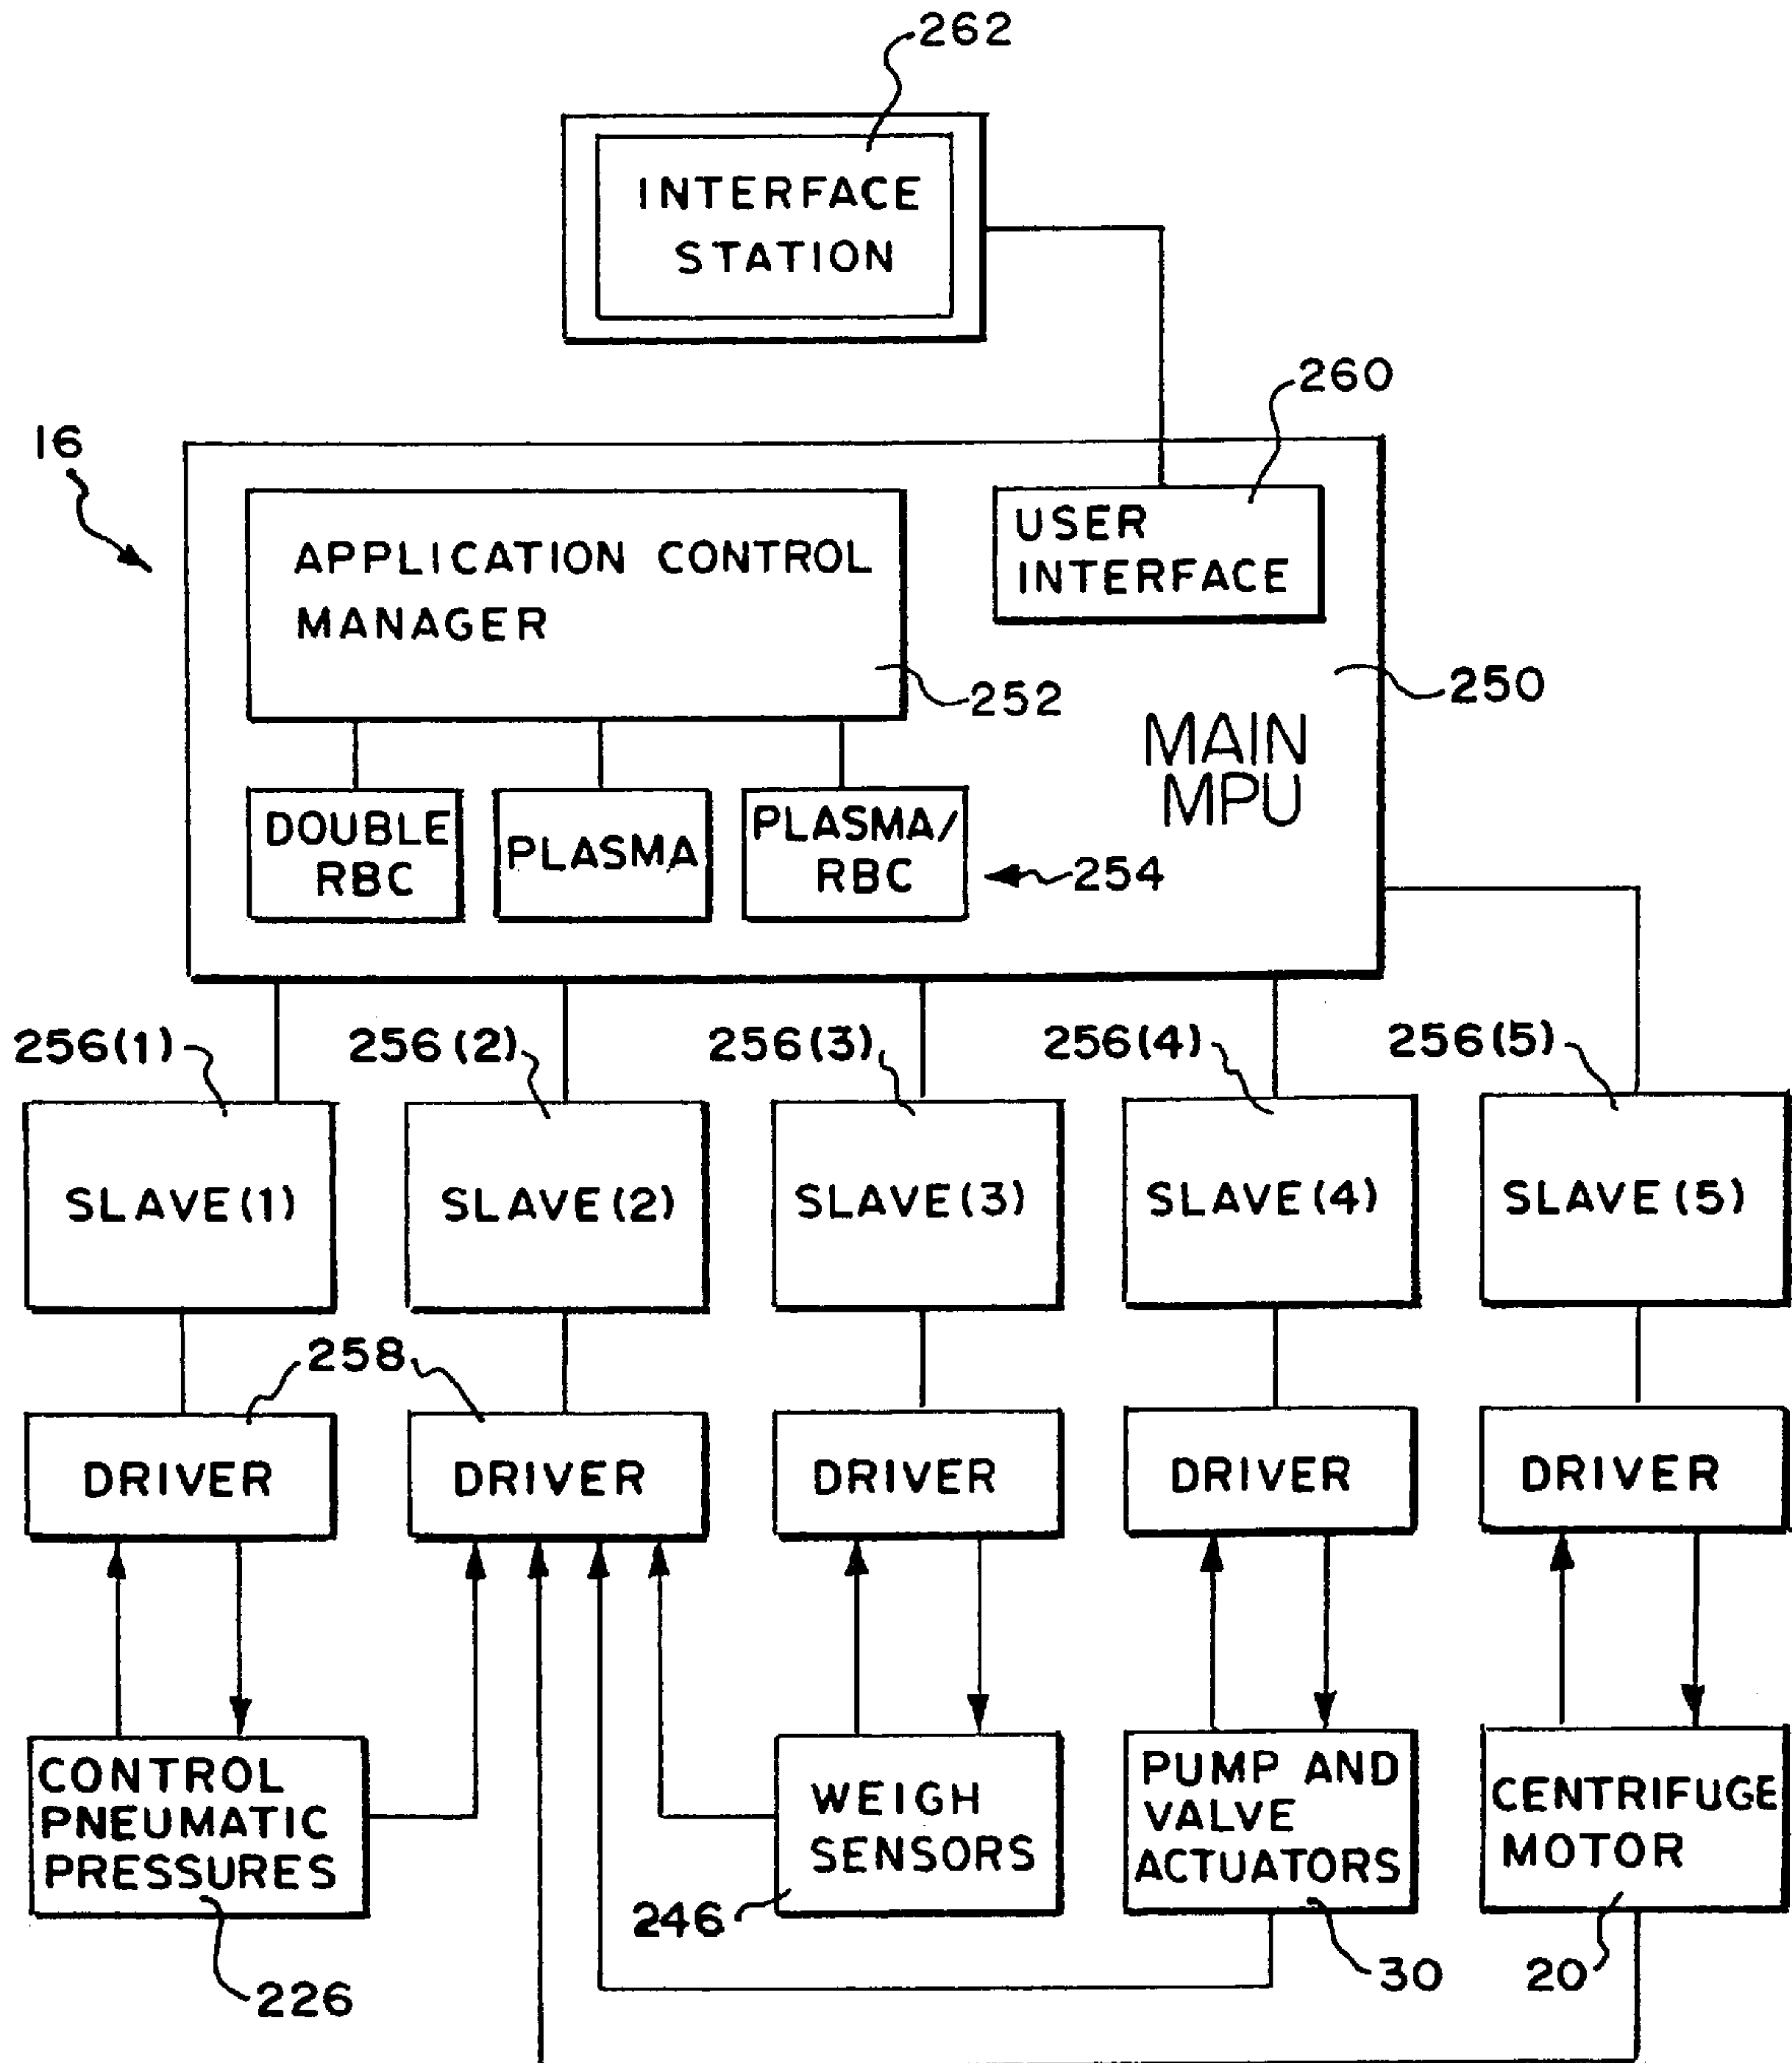 262
INTERFACE
STATION
260
16
USER
INTERFACE
APPLICATION CONTROL
MANAGER
252
250
MAIN
MPU
DOUBLE
RBC
PLASMA
PLASMA/
RBC
254
256(1)
256(2)
256(3)
256(4)
256(5)
SLAVE(1)
SLAVE(2)
SLAVE(3)
SLAVE(4)
SLAVE(5)
258
DRIVER
DRIVER
DRIVER
DRIVER
DRIVER
CONTROL
PNEUMATIC
PRESSURES
WEIGH
SENSORS
PUMP AND
VALVE
ACTUATORS
CENTRIFUGE
MOTOR
246
226
30
20